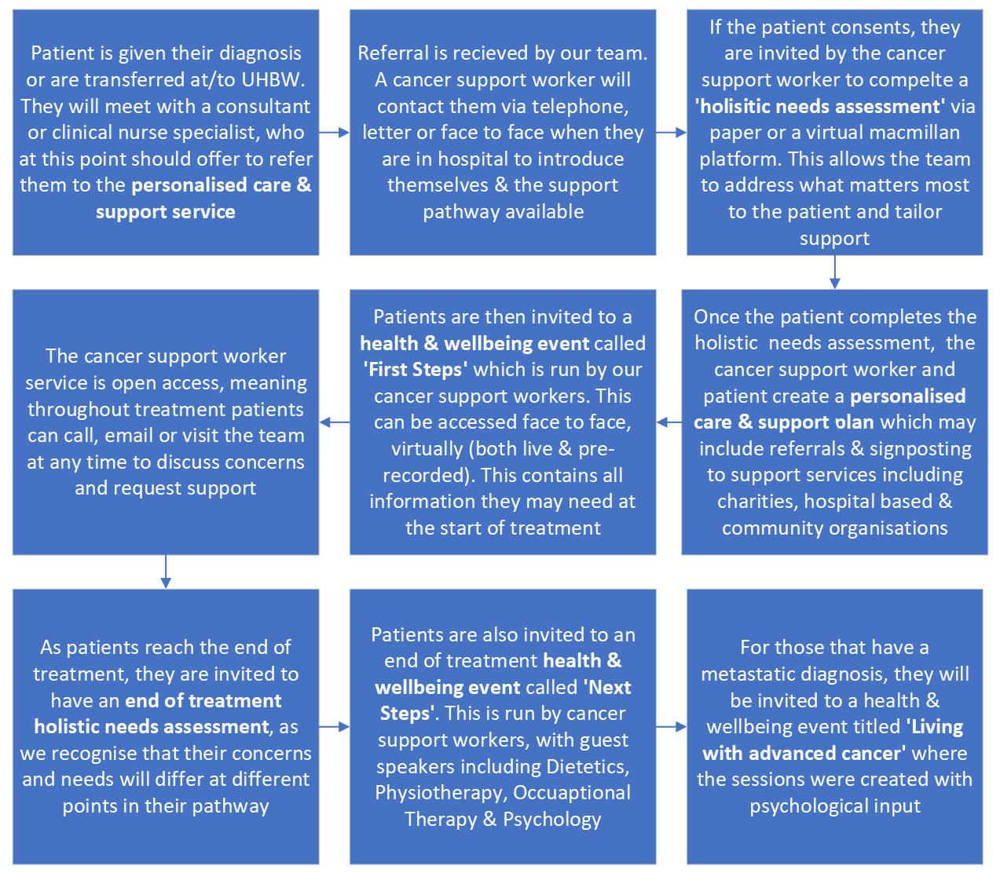 Patient is given their diagnosis
or are transferred at/to UHBW.
They will meet with a consultant
or clinical nurse specialist, who
at this point should offer to refer
them to the personalised care &
support service
Referral is recieved by our team.
A cancer support worker will
contact them via telephone,
letter or face to face when they
are in hospital to introduce
themselves & the support
pathway available
If the patient consents, they
are invited by the cancer
support worker to compelte a
'holisitic needs assessment' via
paper or a virtual macmillan
platform. This allows the team
to address what matters most
to the patient and tailor
support
Once the patient completes the
holistic  needs assessment,  the
cancer support worker and
patient create a personalised
care & support plan which may
include referrals & signposting
to support services including
charities, hospital based &
community organisations
Patients are then invited to a
health & wellbeing event called
'First Steps' which is run by our
cancer support workers. This
can be accessed face to face,
virtually (both live & pre-
recorded). This contains all
information they may need at
the start of treatment
The cancer support worker
service is open access, meaning
throughout treatment patients
can call, email or visit the team
at any time to discuss concerns
and request support
As patients reach the end of
treatment, they are invited to
have an end of treatment
holistic needs assessment, as
we recognise that their concerns
and needs will differ at different
points in their pathway
Patients are also invited to an
end of treatment health &
wellbeing event called 'Next
Steps'. This is run by cancer
support workers, with guest
speakers including Dietetics,
Physiotherapy, Occuaptional
Therapy & Psychology
For those that have a
metastatic diagnosis, they will
be invited to a health &
wellbeing event titled 'Living
with advanced cancer' where
the sessions were created with
psychological input